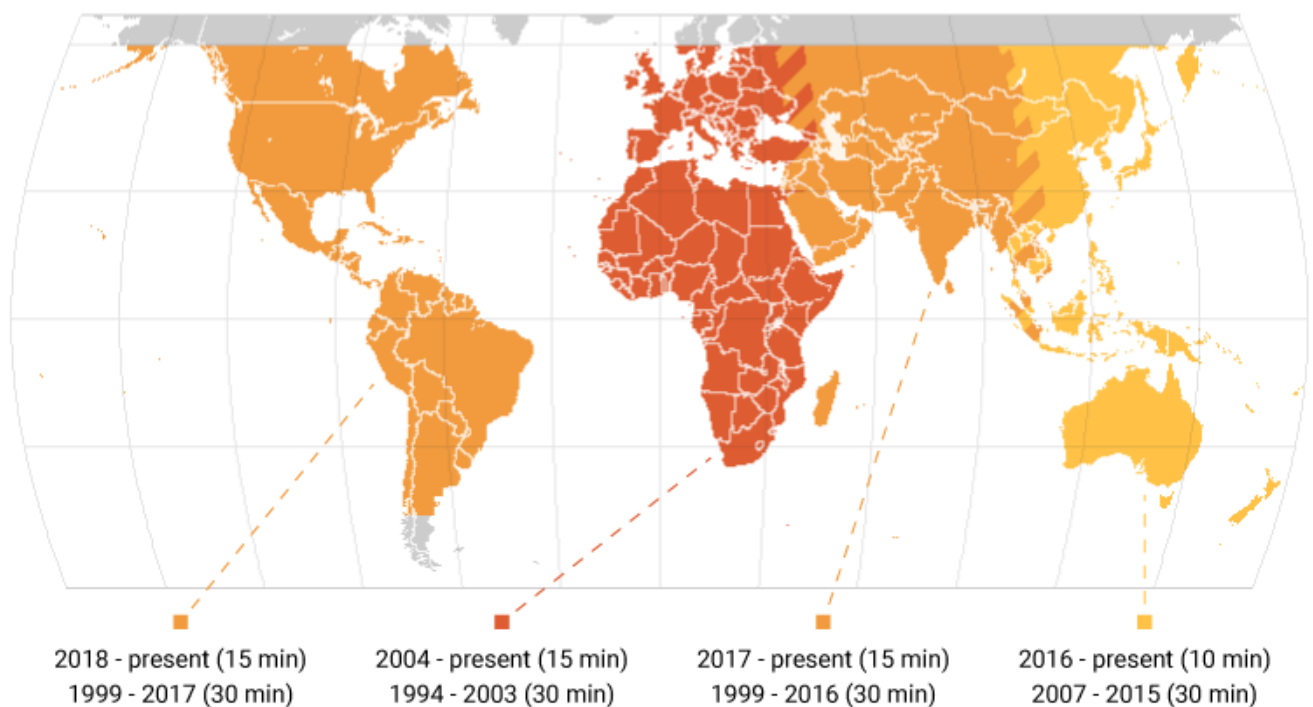 2018 - present (15 min)
1999 - 2017 (30 min)
2004 - present (15 min)
1994 - 2003 (30 min)
2017 - present (15 min)
1999 - 2016 (30 min)
2016 - present (10 min)
2007 - 2015 (30 min)